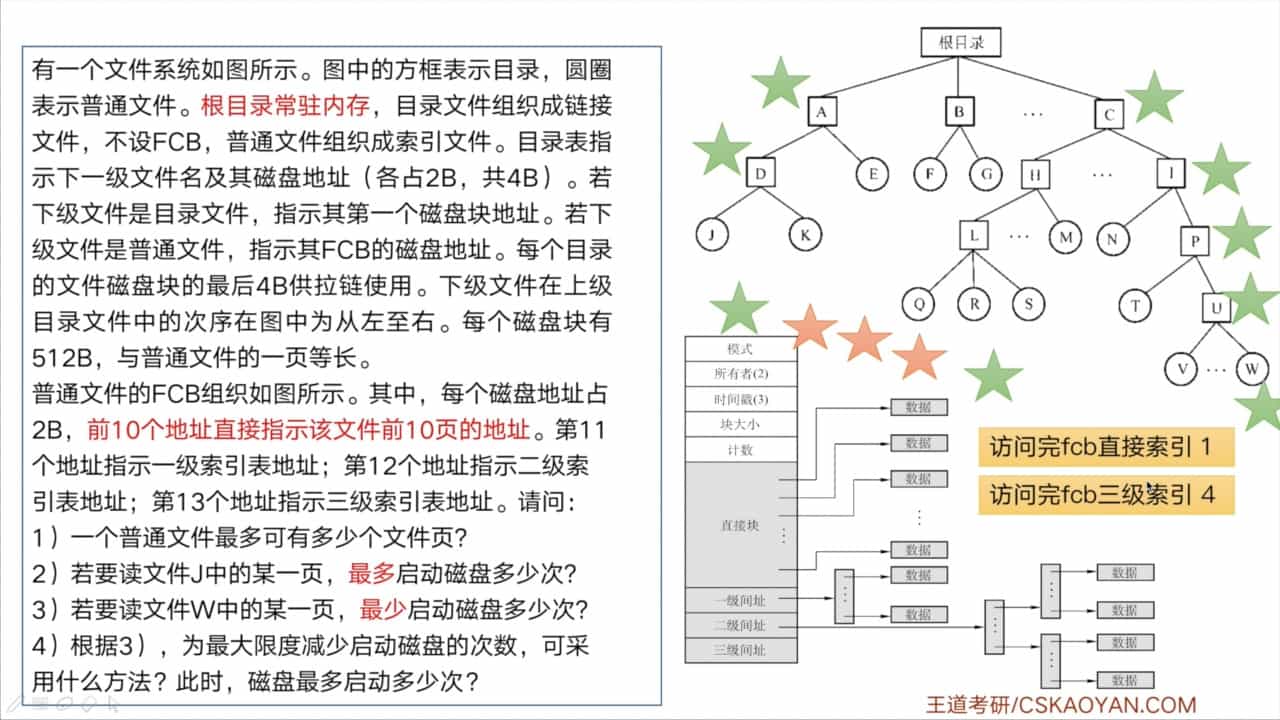 有一个文件系统如图所示。图中的方框表示目录，圆圈
表示普通文件。根目录常驻内存，目录文件组织成链接
文件，不设FCB，普通文件组织成索引文件。目录表指
示下一级文件名及其磁盘地址（各占2B，共4B）。若
下级文件是目录文件，指示其第一个磁盘块地址。若下
级文件是普通文件，指示其FCB的磁盘地址。每个目录
的文件磁盘块的最后4B供拉链使用。下级文件在上级
目录文件中的次序在图中为从左至右。每个磁盘块有
512B，与普通文件的一页等长。
普通文件的FCB组织如图所示。其中，每个磁盘地址占
2B，前10个地址直接指示该文件前10页的地址。第11
个地址指示一级索引表地址；第12个地址指示二级索
引表地址；第13个地址指示三级索引表地址。请问：
1）一个普通文件最多可有多少个文件页？
2）若要读文件J中的某一页，最多启动磁盘多少次？
3）若要读文件W中的某一页，最少启动磁盘多少次？
4）根据3），为最大限度减少启动磁盘的次数，可采
用什么方法？此时，磁盘最多启动多少次？
根目录
A B … C
D E F G H … I
J K L … M N P
Q R S T U
V … W
模式
所有者(2)
时间戳(3)
块大小
计数
直接块
一级间址
二级间址
三级间址
数据
数据
数据
数据
数据
数据
数据
数据
数据
数据
访问完fcb直接索引 1
访问完fcb三级索引 4
王道考研/CSKAOYAN.COM